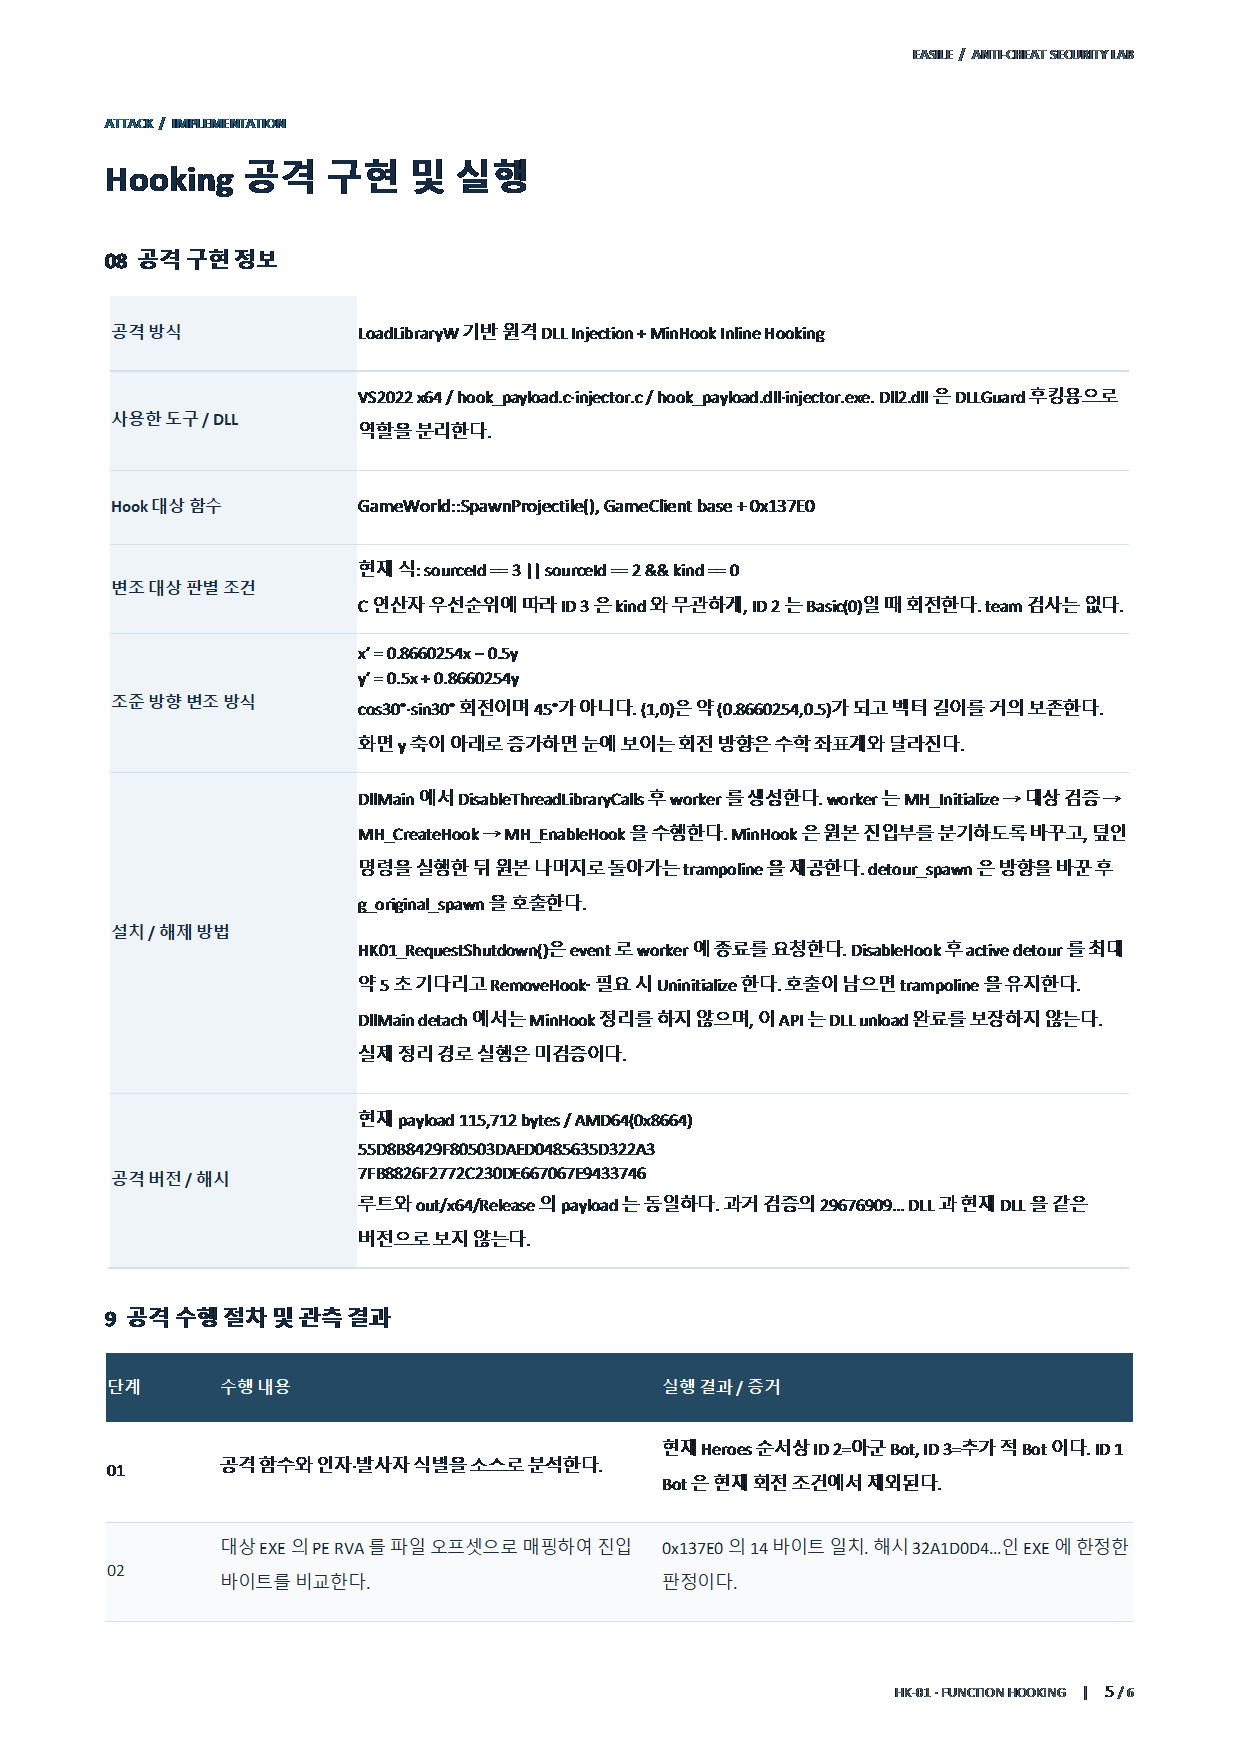 EASILE / ANTI-CHEAT SECURITY LAB
ATTACK / IMPLEMENTATION
Hooking 공격 구현 및 실행
08 공격 구현 정보
공격 방식
LoadLibraryW 기반 원격 DLL Injection + MinHook Inline Hooking
사용한 도구 / DLL
VS2022 x64 / hook_payload.c·injector.c / hook_payload.dll·injector.exe. Dll2.dll 은 DLLGuard 후킹용으로
역할을 분리한다.
Hook 대상 함수
GameWorld::SpawnProjectile(), GameClient base + 0x137E0
변조 대상 판별 조건
현재 식: sourceId == 3 || sourceId == 2 && kind == 0
C 연산자 우선순위에 따라 ID 3 은 kind 와 무관하게, ID 2 는 Basic(0)일 때 회전한다. team 검사는 없다.
조준 방향 변조 방식
x′ = 0.8660254x − 0.5y
y′ = 0.5x + 0.8660254y
cos30°·sin30° 회전이며 45°가 아니다. (1,0)은 약 (0.8660254,0.5)가 되고 벡터 길이를 거의 보존한다.
화면 y 축이 아래로 증가하면 눈에 보이는 회전 방향은 수학 좌표계와 달라진다.
설치 / 해제 방법
DllMain 에서 DisableThreadLibraryCalls 후 worker 를 생성한다. worker 는 MH_Initialize → 대상 검증 →
MH_CreateHook → MH_EnableHook 을 수행한다. MinHook 은 원본 진입부를 분기하도록 바꾸고, 덮인
명령을 실행한 뒤 원본 나머지로 돌아가는 trampoline 을 제공한다. detour_spawn 은 방향을 바꾼 후
g_original_spawn 을 호출한다.
HK01_RequestShutdown()은 event 로 worker 에 종료를 요청한다. DisableHook 후 active detour 를 최대
약 5 초 기다리고 RemoveHook· 필요 시 Uninitialize 한다. 호출이 남으면 trampoline 을 유지한다.
DllMain detach 에서는 MinHook 정리를 하지 않으며, 이 API 는 DLL unload 완료를 보장하지 않는다.
실제 정리 경로 실행은 미검증이다.
공격 버전 / 해시
현재 payload 115,712 bytes / AMD64(0x8664)
55D8B8429F80503DAED0485635D322A3
7FB8826F2772C230DE667067E9433746
루트와 out/x64/Release 의 payload 는 동일하다. 과거 검증의 29676909... DLL 과 현재 DLL 을 같은
버전으로 보지 않는다.
9 공격 수행 절차 및 관측 결과
단계 수행 내용 실행 결과 / 증거
01
공격 함수와 인자·발사자 식별을 소스로 분석한다.
현재 Heroes 순서상 ID 2=아군 Bot, ID 3=추가 적 Bot 이다. ID 1
Bot 은 현재 회전 조건에서 제외된다.
02
대상 EXE 의 PE RVA 를 파일 오프셋으로 매핑하여 진입
바이트를 비교한다.
0x137E0 의 14 바이트 일치. 해시 32A1D0D4...인 EXE 에 한정한
판정이다.
HK-01 · FUNCTION HOOKING | 5 / 6